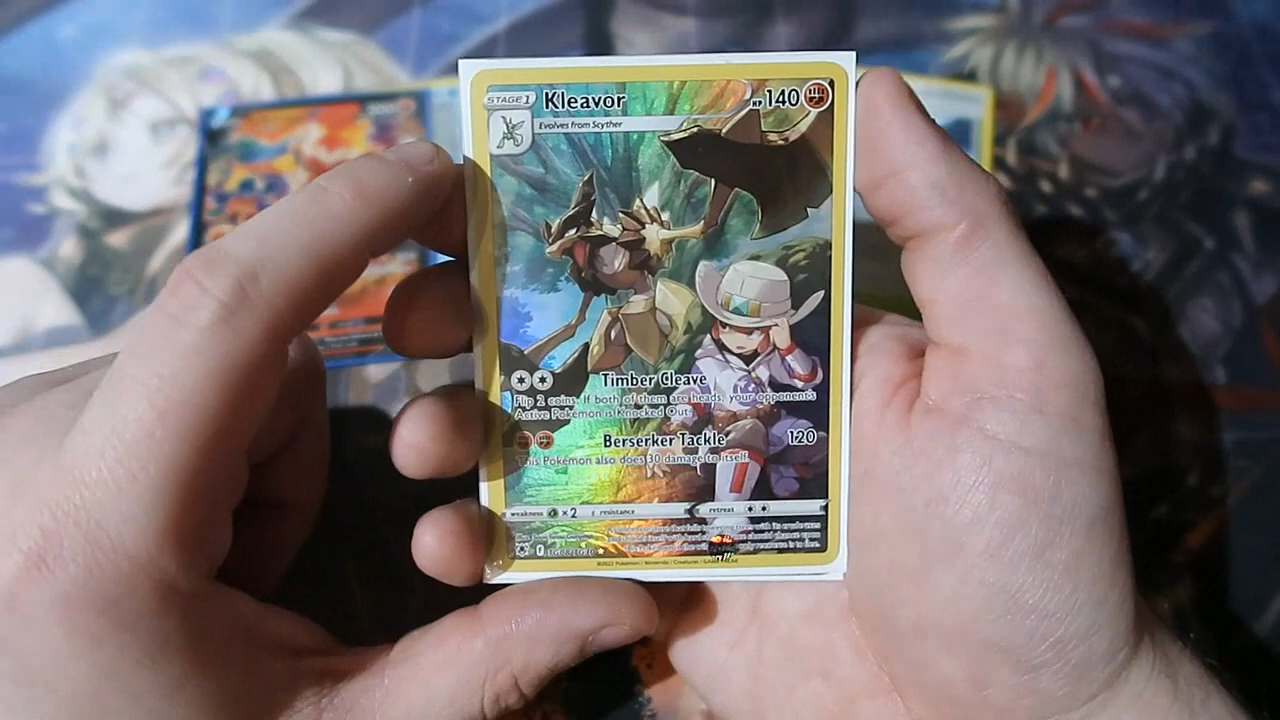 STAGE 1 Kleavor HP 140
Evolves from Scyther
Timber Cleave
Flip 2 coins. If both of them are heads, your opponent's
Active Pokémon is Knocked Out.
Berserker Tackle 120
This Pokémon also does 30 damage to itself.
weakness ×2 resistance retreat
©2022 Pokémon / Nintendo / Creatures / GAME FREAK